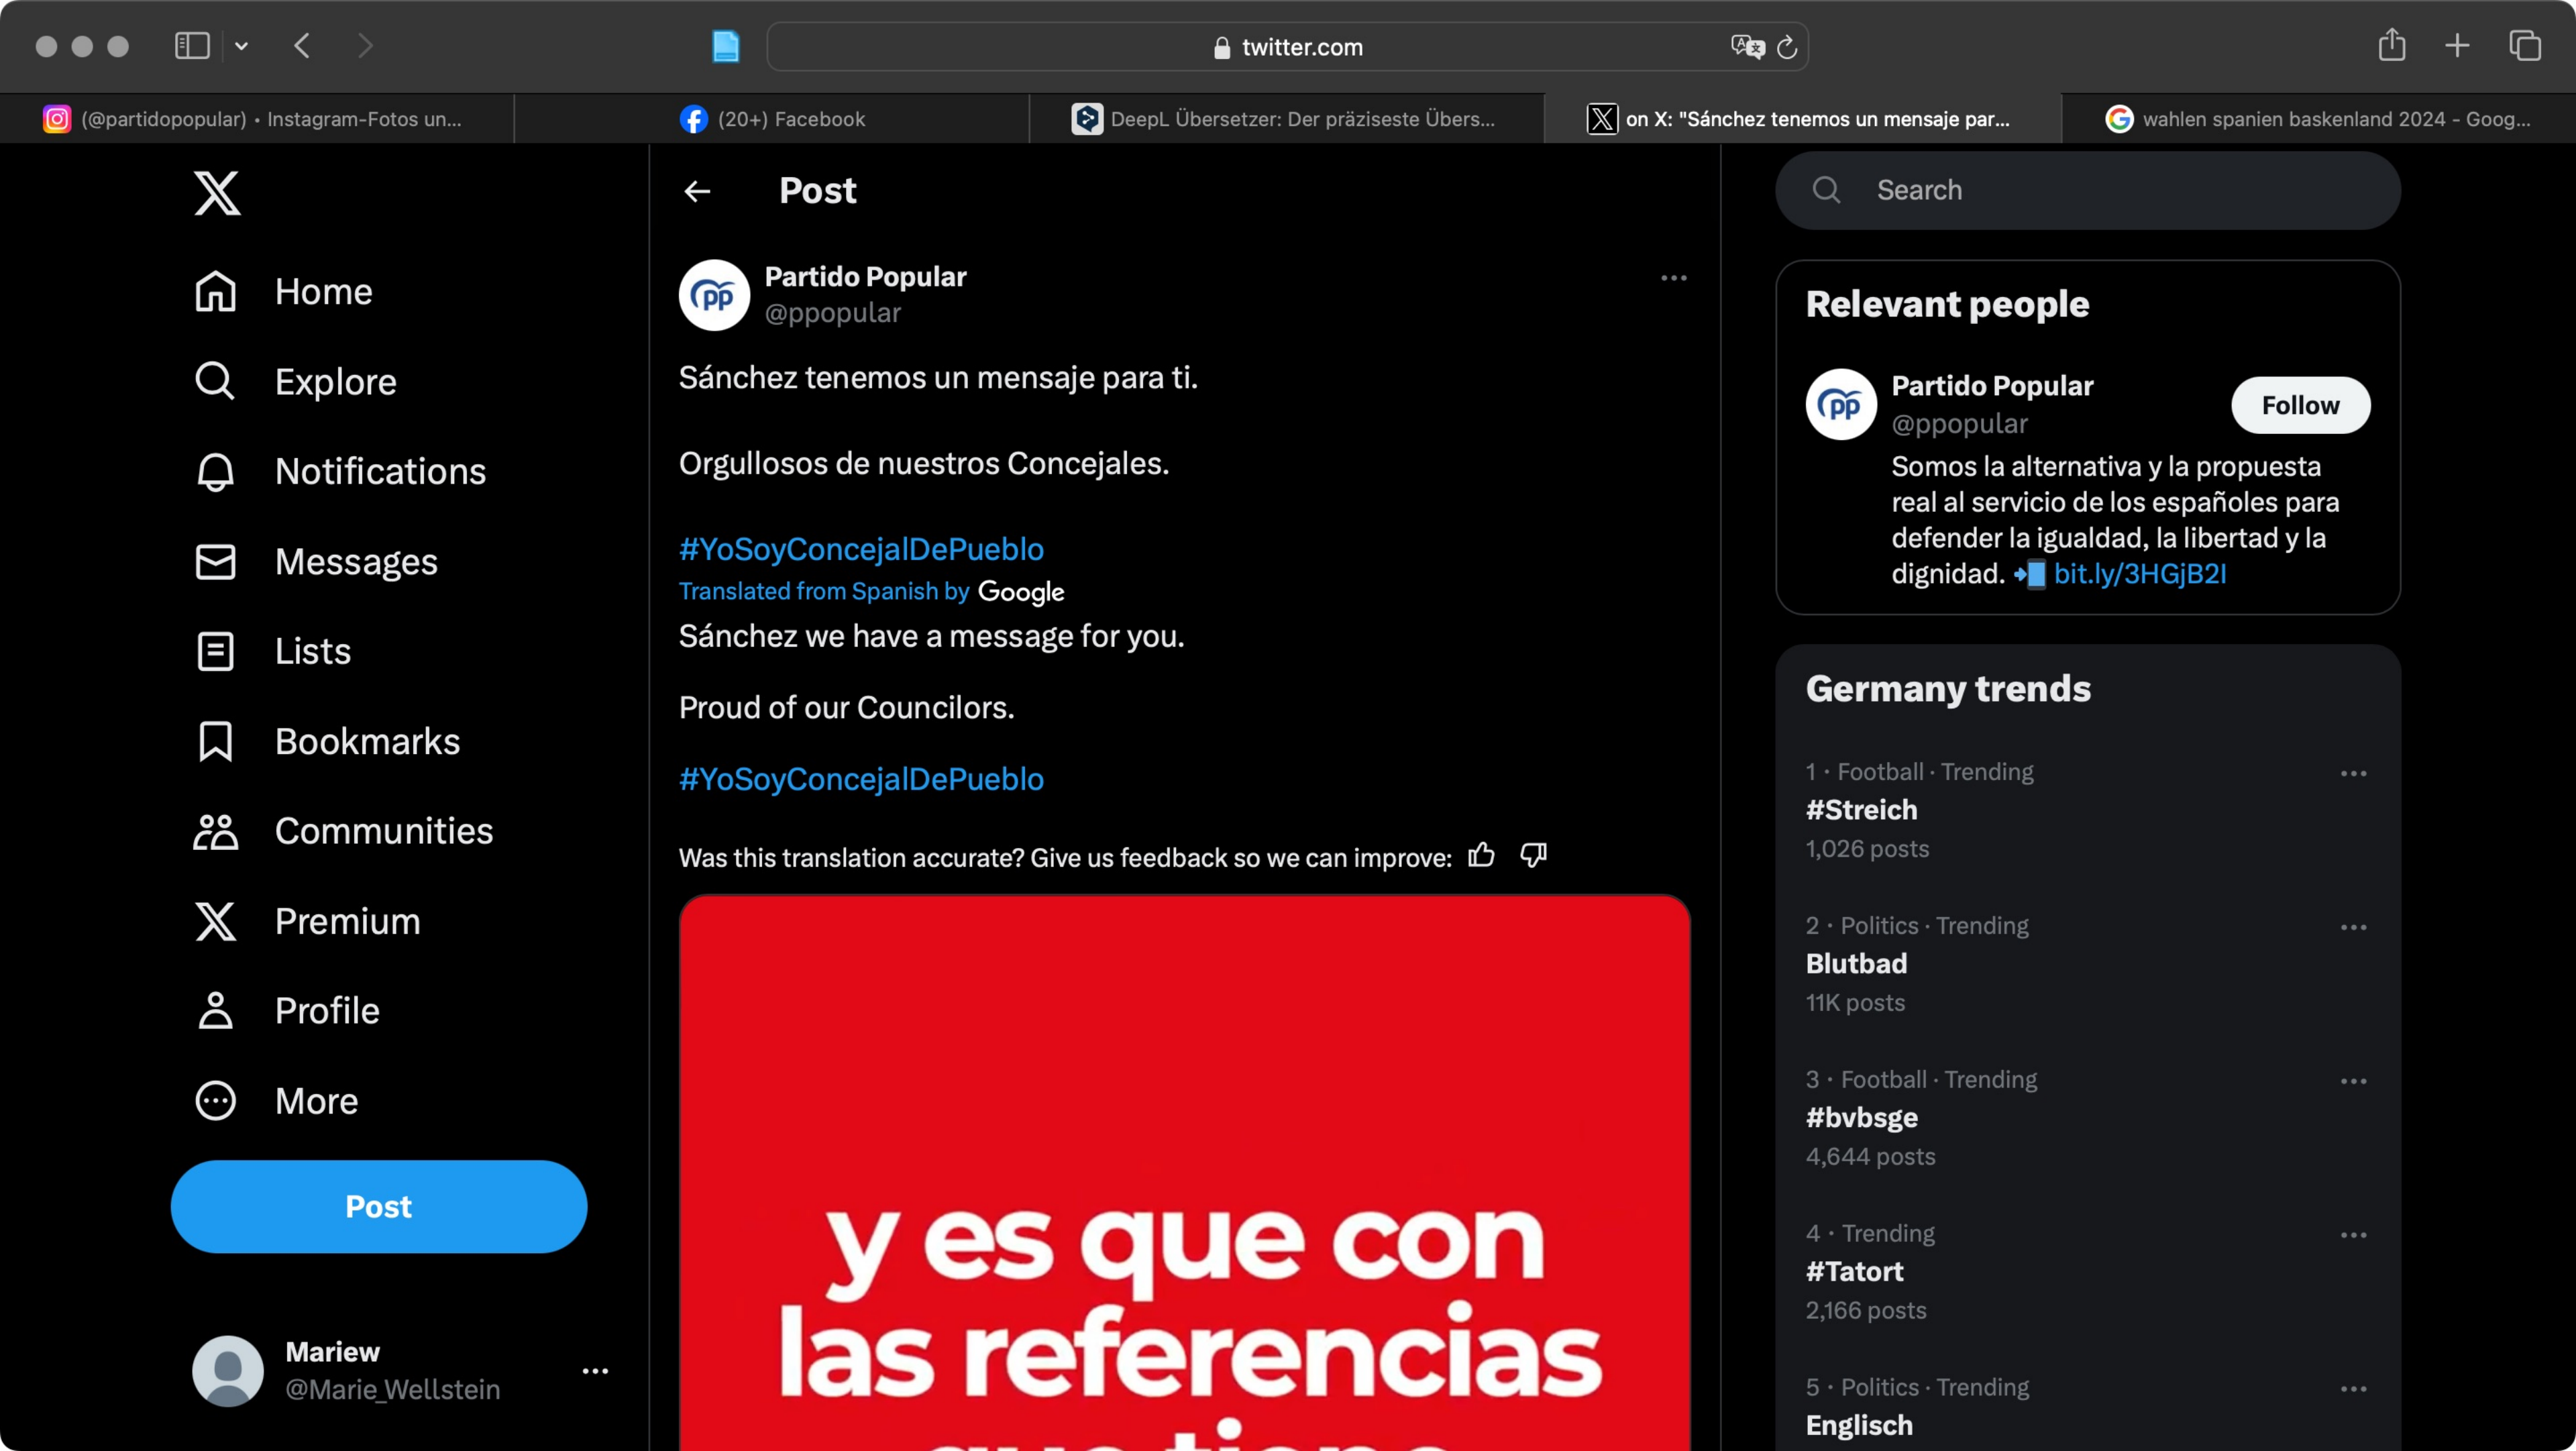 twitter.com
(@partidopopular) • Instagram-Fotos un...
(20+) Facebook
DeepL Übersetzer: Der präziseste Übers...
on X: "Sánchez tenemos un mensaje par...
wahlen spanien baskenland 2024 - Goog...
Home
Explore
Notifications
Messages
Lists
Bookmarks
Communities
Premium
Profile
More
Post
Mariew
@Marie_Wellstein
Post
pp
Partido Popular
@ppopular
Sánchez tenemos un mensaje para ti.
Orgullosos de nuestros Concejales.
#YoSoyConcejalDePueblo
Translated from Spanish by Google
Sánchez we have a message for you.
Proud of our Councilors.
#YoSoyConcejalDePueblo
Was this translation accurate? Give us feedback so we can improve:
y es que con
las referencias
que tiene
Search
Relevant people
pp
Partido Popular
@ppopular
Follow
Somos la alternativa y la propuesta
real al servicio de los españoles para
defender la igualdad, la libertad y la
dignidad. bit.ly/3HGjB2I
Germany trends
1 · Football · Trending
#Streich
1,026 posts
2 · Politics · Trending
Blutbad
11K posts
3 · Football · Trending
#bvbsge
4,644 posts
4 · Trending
#Tatort
2,166 posts
5 · Politics · Trending
Englisch